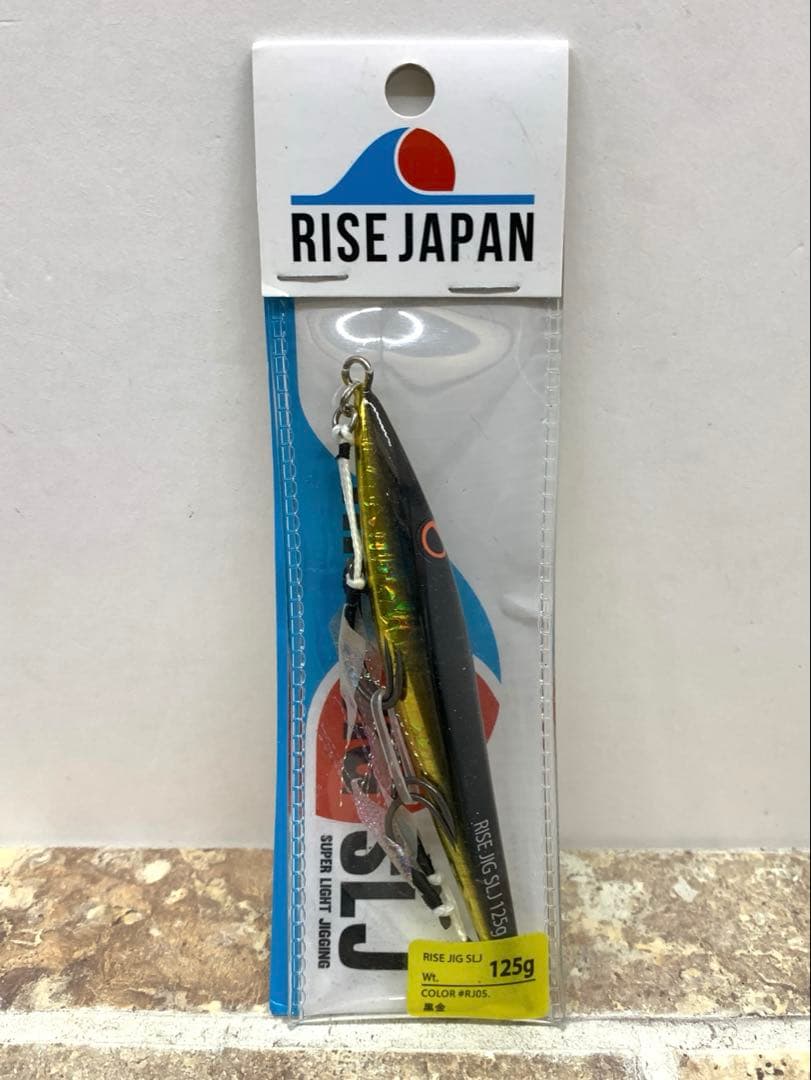 RISE JAPAN
SLJ
SUPER LIGHT JIGGING
RISE JIG SLJ 125g
RISE JIG SLJ
Wt. 125g
COLOR #RJ05.
黒金